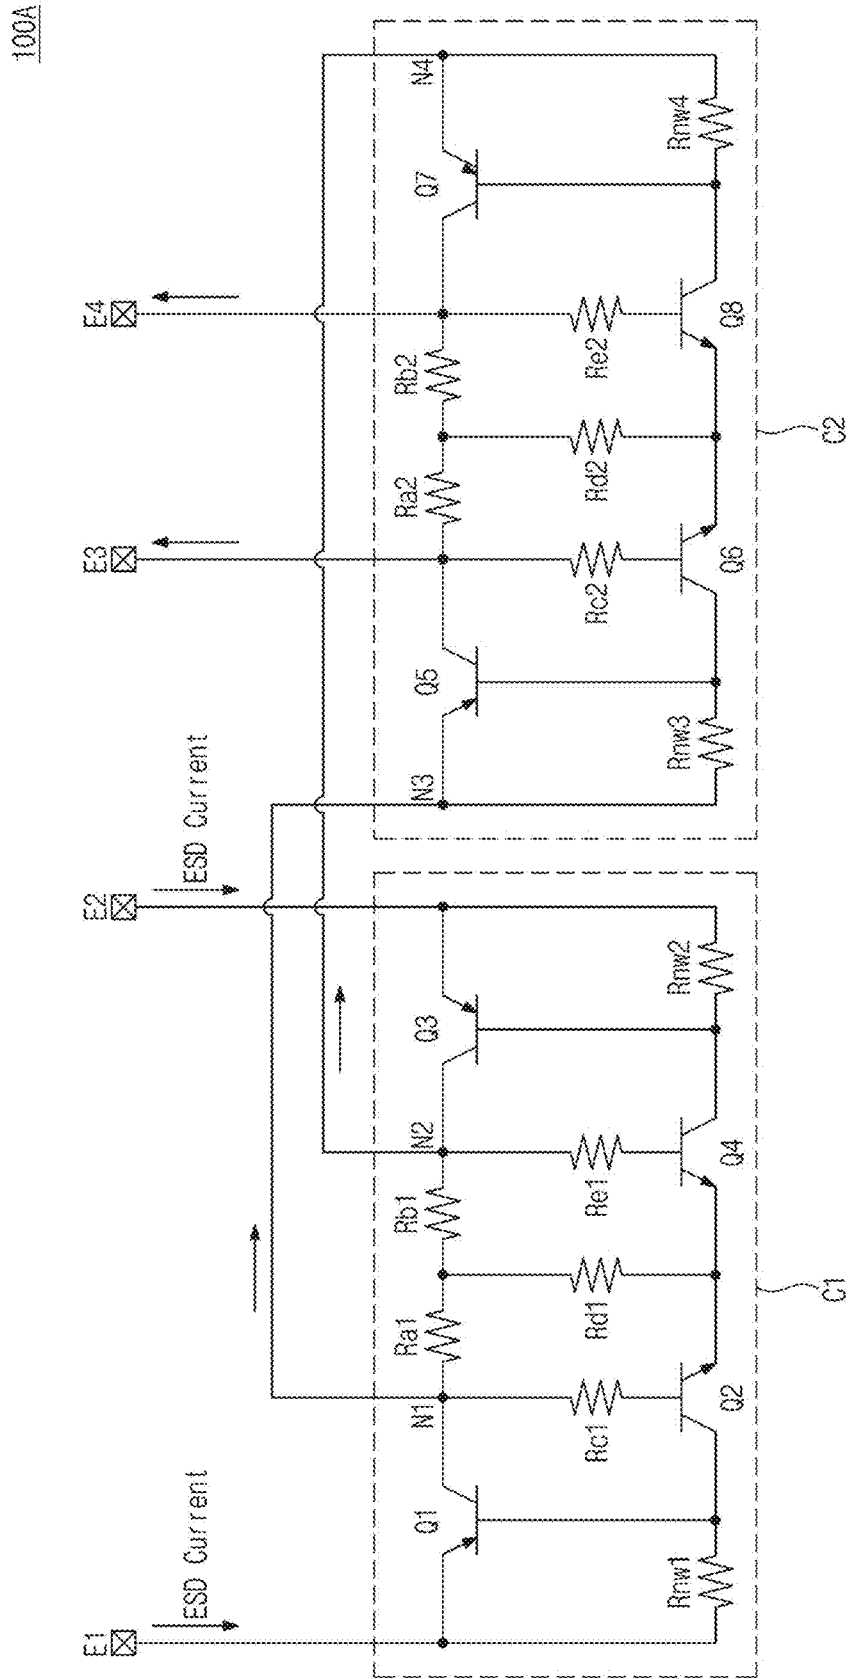 100A
E1
E2
E3
E4
ESD Current
ESD Current
N1
N2
N3
N4
Q1
Ra1
Rb1
Q3
Q5
Ra2
Rb2
Q7
Rc1
Rd1
Re1
Rc2
Rd2
Re2
Rnw1
Q2
Q4
Rnw2
Rnw3
Q6
Q8
Rnw4
C1
C2